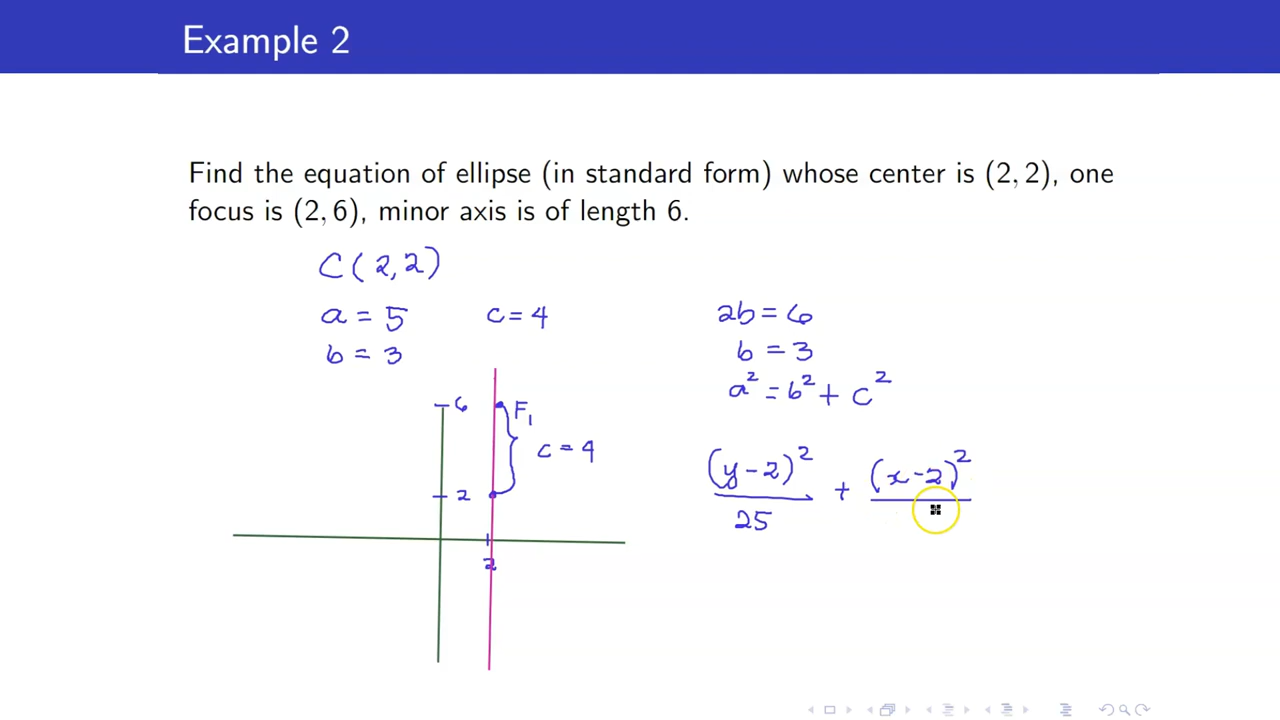 Example 2
Find the equation of ellipse (in standard form) whose center is (2, 2), one
focus is (2, 6), minor axis is of length 6.
C(2,2)
a = 5
c = 4
b = 3
2b = 6
b = 3
a² = b² + c²
6
F₁
c = 4
2
2
(y-2)²/25 + (x-2)²/